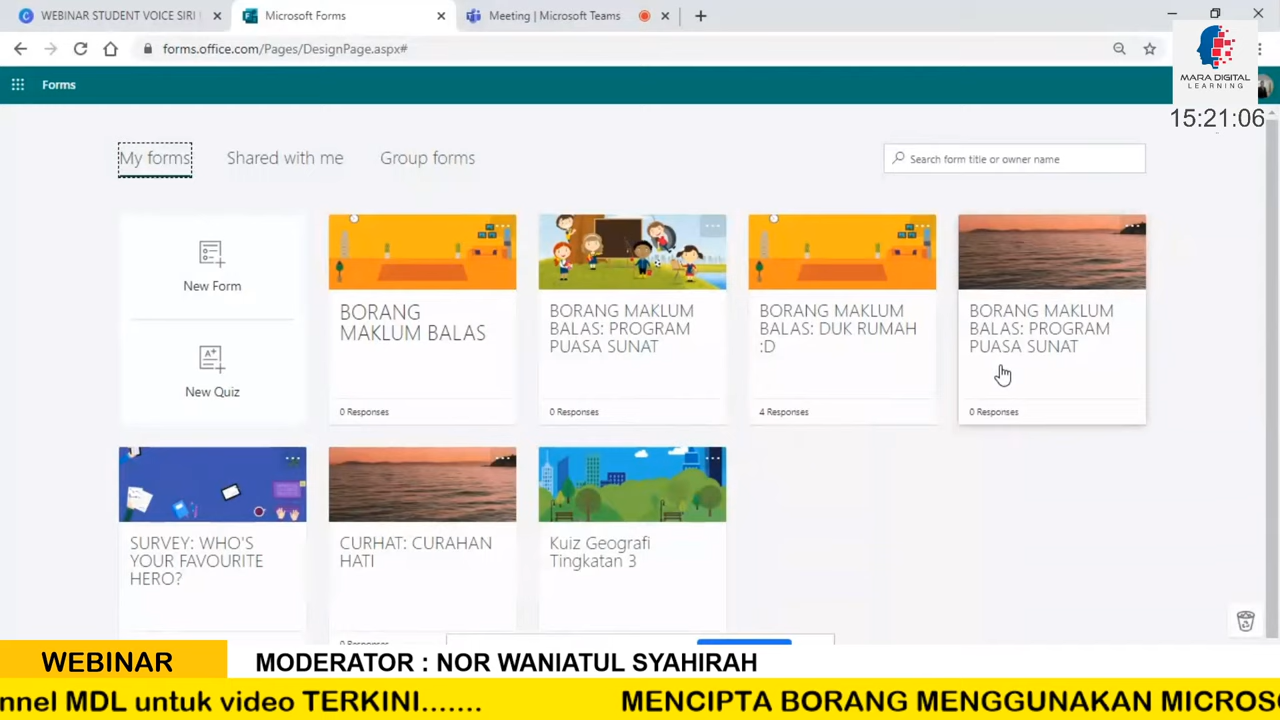 WEBINAR STUDENT VOICE SIRI
Microsoft Forms
Meeting | Microsoft Teams
forms.office.com/Pages/DesignPage.aspx#
MARA DIGITAL
LEARNING
Forms
15:21:06
My forms
Shared with me
Group forms
Search form title or owner name
New Form
New Quiz
BORANG
MAKLUM BALAS
0 Responses
BORANG MAKLUM
BALAS: PROGRAM
PUASA SUNAT
0 Responses
BORANG MAKLUM
BALAS: DUK RUMAH
:D
4 Responses
BORANG MAKLUM
BALAS: PROGRAM
PUASA SUNAT
0 Responses
SURVEY: WHO'S
YOUR FAVOURITE
HERO?
CURHAT: CURAHAN
HATI
Kuiz Geografi
Tingkatan 3
WEBINAR
MODERATOR : NOR WANIATUL SYAHIRAH
nnel MDL untuk video TERKINI.......
MENCIPTA BORANG MENGGUNAKAN MICROS